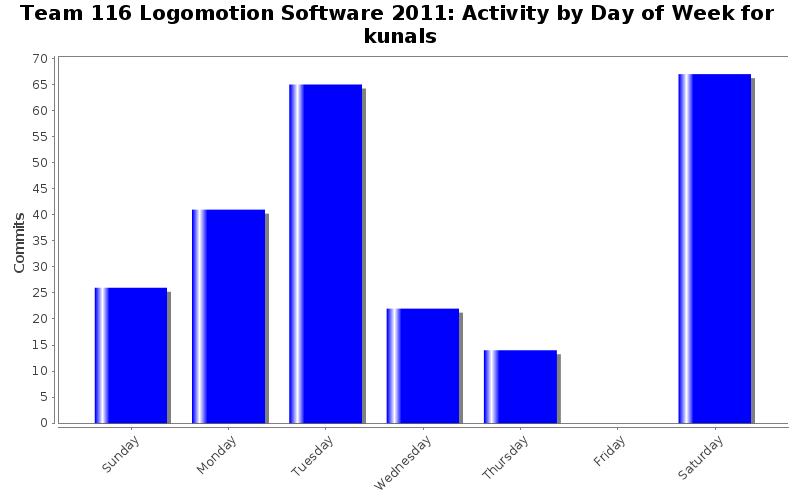 Team 116 Logomotion Software 2011: Activity by Day of Week for
kunals
70
65
60
55
50
45
40
35
30
25
20
15
10
5
0
Commits
Sunday
Monday
Tuesday
Wednesday
Thursday
Friday
Saturday